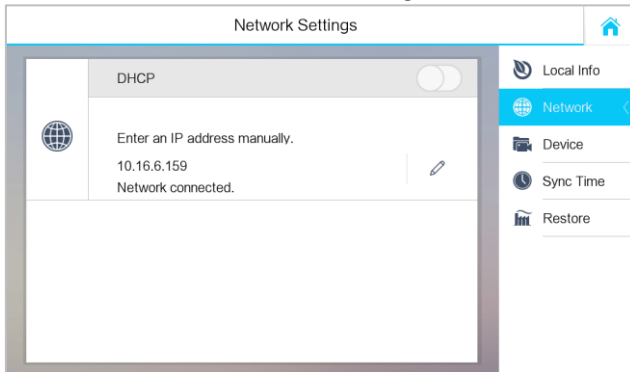 Network Settings
DHCP
Enter an IP address manually.
10.16.6.159
Network connected.
Local Info
Network
Device
Sync Time
Restore